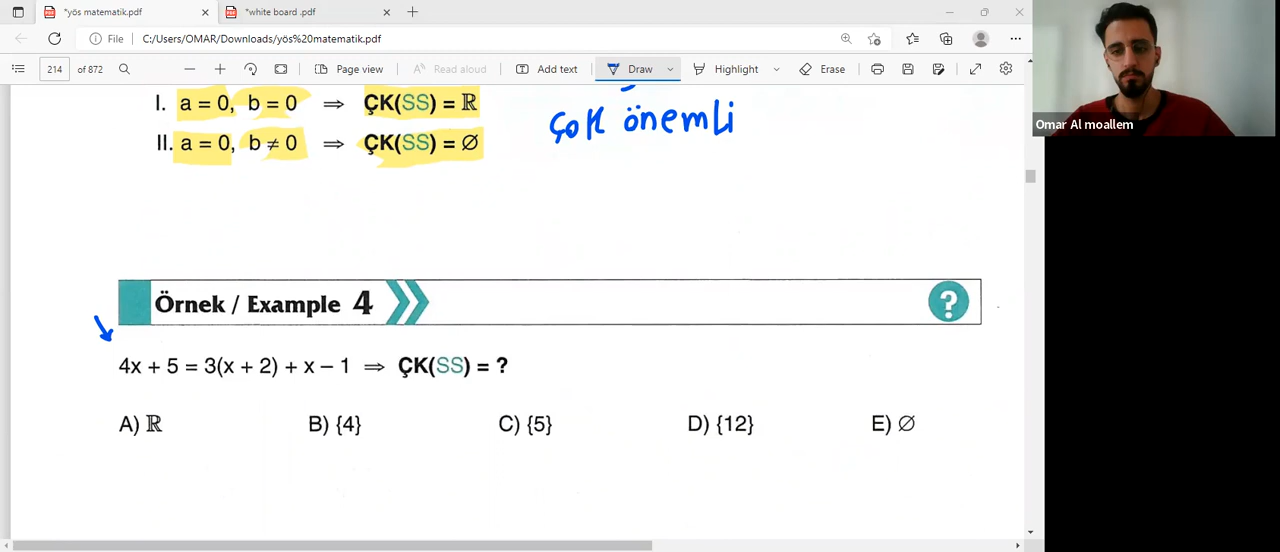 *yös matematik.pdf
*white board .pdf
File
C:/Users/OMAR/Downloads/yös%20matematik.pdf
214 of 872
Page view
Read aloud
Add text
Draw
Highlight
Erase
Omar Al moallem
I. a = 0, b = 0 ⇒ ÇK(SS) = ℝ
çok önemli
II. a = 0, b ≠ 0 ⇒ ÇK(SS) = ∅
Örnek / Example 4
?
4x + 5 = 3(x + 2) + x – 1 ⇒ ÇK(SS) = ?
A) ℝ B) {4} C) {5} D) {12} E) ∅